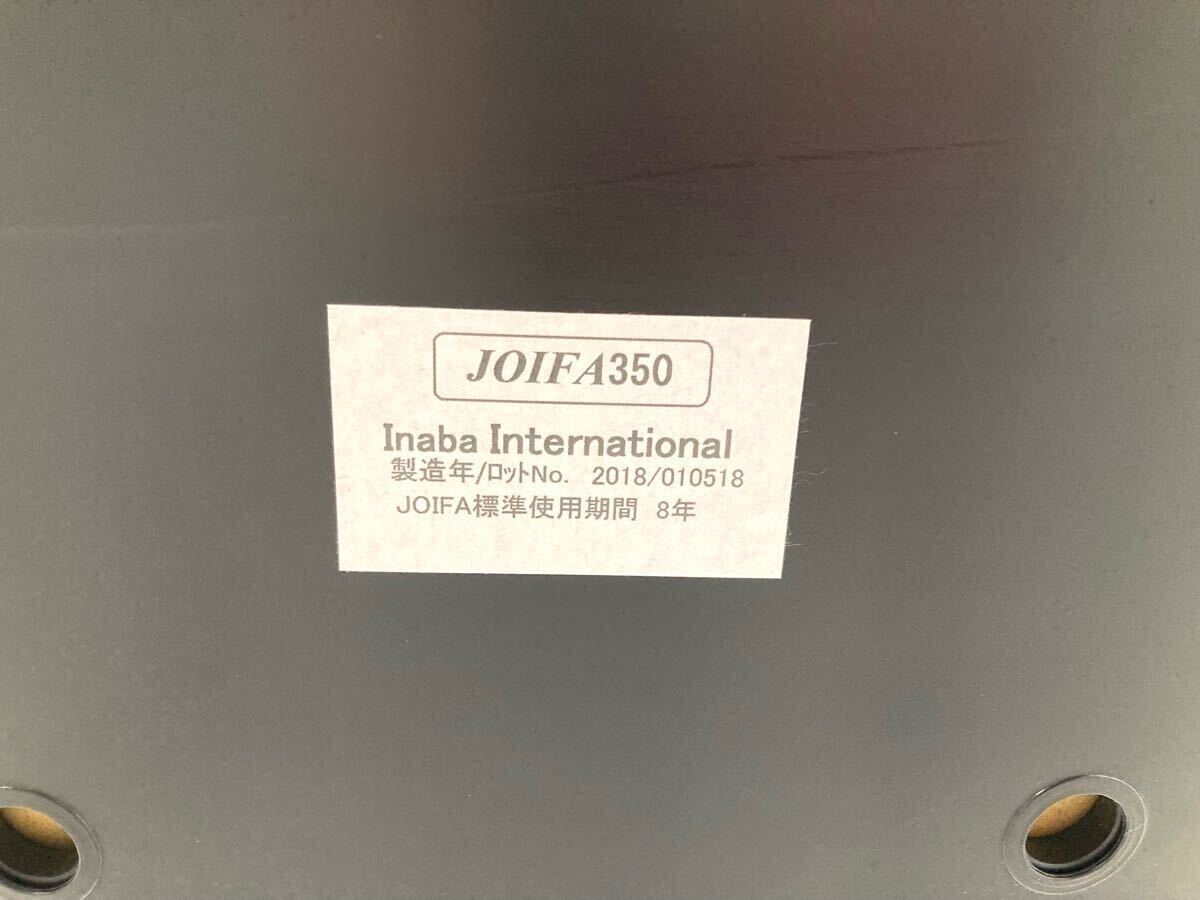 JOIFA350
Inaba International
製造年/ﾛｯﾄNo. 2018/010518
JOIFA標準使用期間 8年